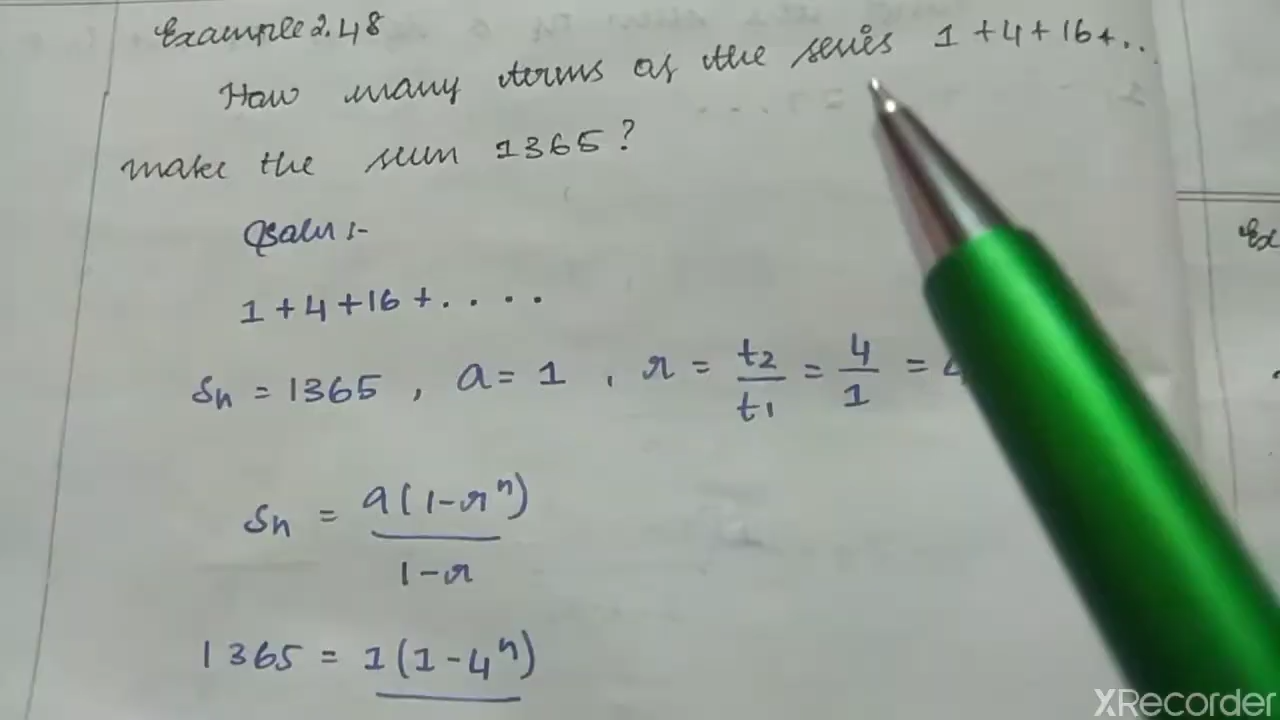 Example 2.48
How many terms of the series 1 + 4 + 16 + ..
make the sum 1365?
Soln :-
1 + 4 + 16 + . . . .
Sn = 1365 , a = 1 , r = t2/t1 = 4/1 =
Sn = a(1-r^n)/1-r
1365 = 1(1-4^n)
Ex
XRecorder